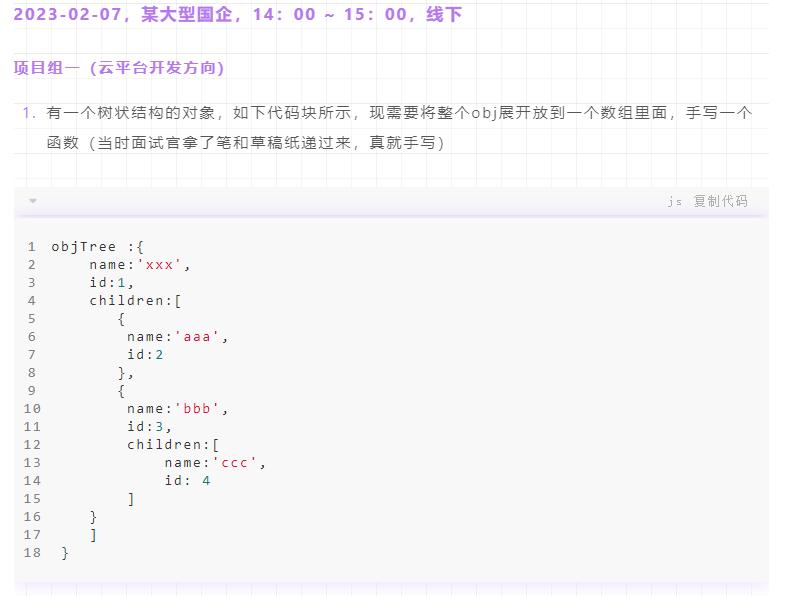 2023-02-07，某大型国企，14：00 ~ 15：00，线下
项目组一（云平台开发方向）
1. 有一个树状结构的对象，如下代码块所示，现需要将整个obj展开放到一个数组里面，手写一个
函数（当时面试官拿了笔和草稿纸递过来，真就手写）
js 复制代码
1 objTree :{
2 name:'xxx',
3 id:1,
4 children:[
5 {
6 name:'aaa',
7 id:2
8 },
9 {
10 name:'bbb',
11 id:3,
12 children:[
13 name:'ccc',
14 id: 4
15 ]
16 }
17 ]
18 }